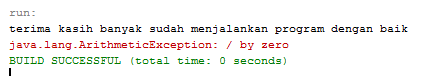 run:
terima kasih banyak sudah menjalankan program dengan baik
java.lang.ArithmeticException: / by zero
BUILD SUCCESSFUL (total time: 0 seconds)